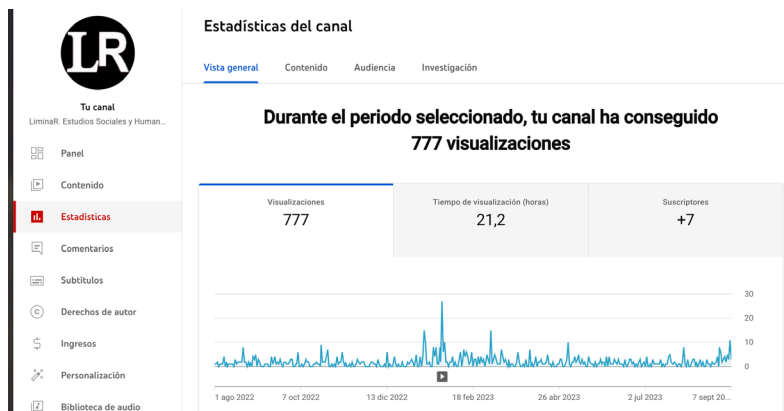 LR
Tu canal
LiminaR. Estudios Sociales y Human...
Panel
Contenido
Estadísticas
Comentarios
Subtítulos
Derechos de autor
Ingresos
Personalización
Biblioteca de audio
Estadísticas del canal
Vista general Contenido Audiencia Investigación
Durante el periodo seleccionado, tu canal ha conseguido
777 visualizaciones
Visualizaciones Tiempo de visualización (horas) Suscriptores
777 21,2 +7
30
20
10
0
1 ago 2022 7 oct 2022 13 dic 2022 18 feb 2023 26 abr 2023 2 jul 2023 7 sept 20...